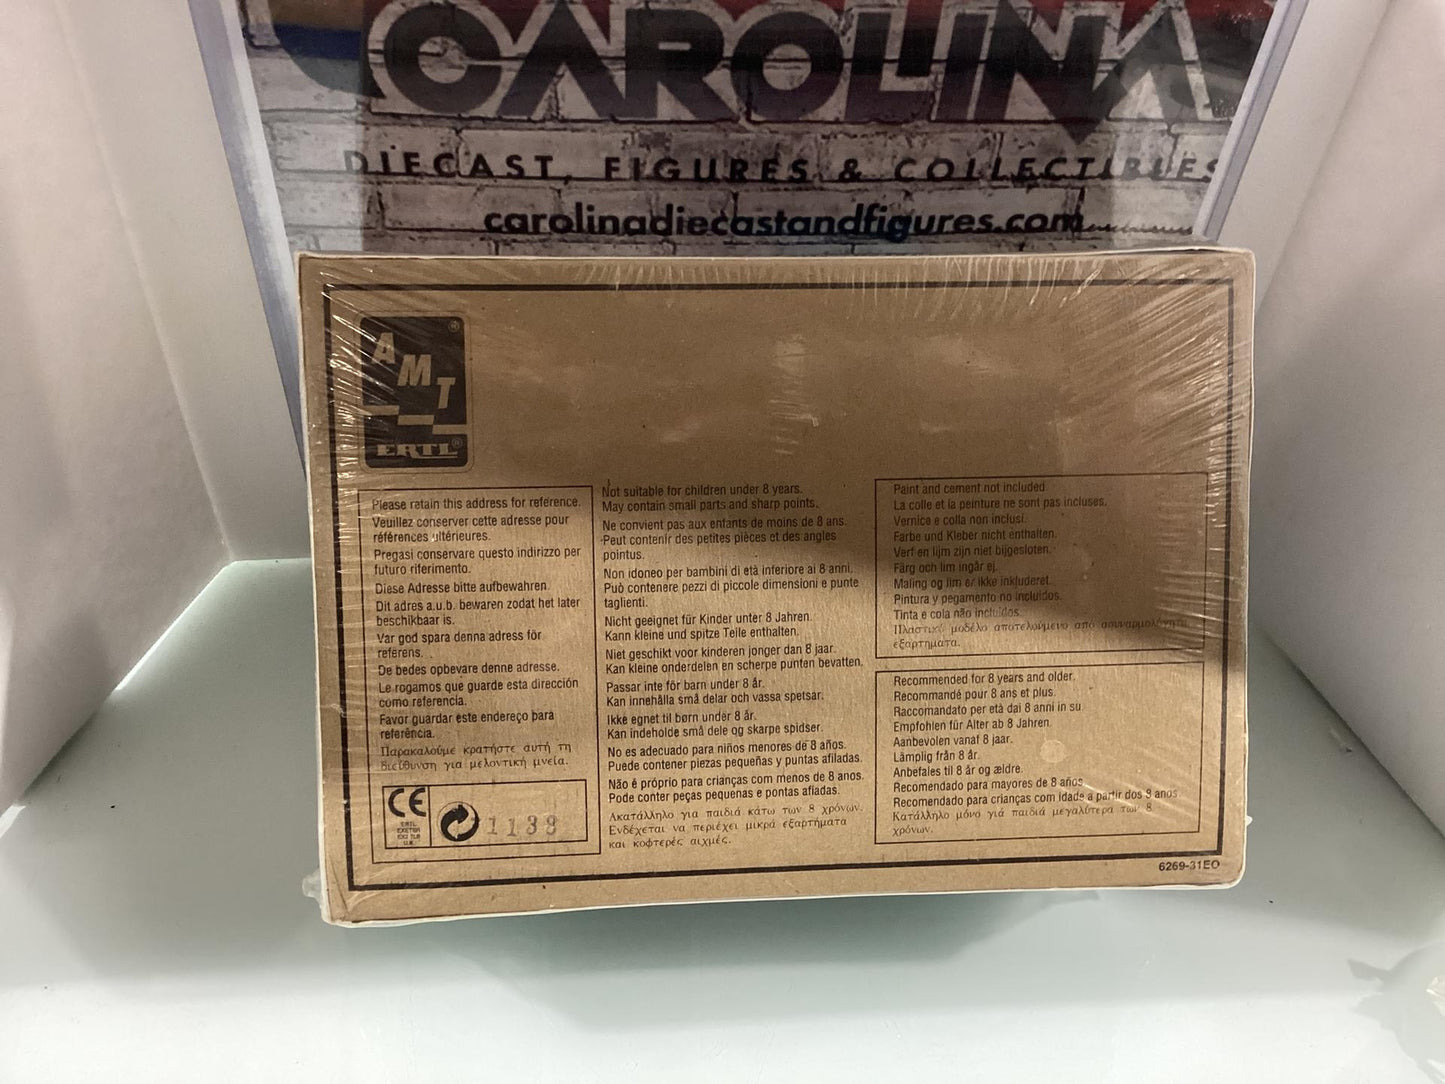 CAROLINA
DIECAST, FIGURES & COLLECTIBLES
carolinadiecastandfigures.com
AMT ®
ERTL ®
Please retain this address for reference.
Veuillez conserver cette adresse pour
références ultérieures.
Pregasi conservare questo indirizzo per
futuro riferimento.
Diese Adresse bitte aufbewahren.
Dit adres a.u.b. bewaren zodat het later
beschikbaar is.
Var god spara denna adress för
referens.
De bedes opbevare denne adresse.
Le rogamos que guarde esta dirección
como referencia.
Favor guardar este endereço para
referência.
Παρακαλούμε κρατήστε αυτή τη
διεύθυνση για μελοντική μνεία.
CE
ERTL
EXETER
EX2 7LB
U.K.
1133
Not suitable for children under 8 years.
May contain small parts and sharp points.
Ne convient pas aux enfants de moins de 8 ans.
Peut contenir des petites pièces et des angles
pointus.
Non idoneo per bambini di età inferiore ai 8 anni.
Può contenere pezzi di piccole dimensioni e punte
taglienti.
Nicht geeignet für Kinder unter 8 Jahren.
Kann kleine und spitze Teile enthalten.
Niet geschikt voor kinderen jonger dan 8 jaar.
Kan kleine onderdelen en scherpe punten bevatten.
Passar inte för barn under 8 år.
Kan innehålla små delar och vassa spetsar.
Ikke egnet til børn under 8 år.
Kan indeholde små dele og skarpe spidser.
No es adecuado para niños menores de 8 años.
Puede contener piezas pequeñas y puntas afiladas.
Não é próprio para crianças com menos de 8 anos.
Pode conter peças pequenas e pontas afiadas.
Ακατάλληλο για παιδιά κάτω των 8 χρόνων.
Ενδέχεται να περιέχει μικρά εξαρτήματα
και κοφτερές αιχμές.
Paint and cement not included.
La colle et la peinture ne sont pas incluses.
Vernice e colla non inclusi.
Farbe und Kleber nicht enthalten.
Verf en lijm zijn niet bijgesloten.
Färg och lim ingår ej.
Maling og lim er ikke inkluderet.
Pintura y pegamento no incluidos.
Tinta e cola não incluídos.
Πλαστικό μοδέλο αποτελούμενο από συναρμολόγητα
εξαρτήματα.
Recommended for 8 years and older.
Recommandé pour 8 ans et plus.
Raccomandato per età dai 8 anni in su.
Empfohlen für Alter ab 8 Jahren.
Aanbevolen vanaf 8 jaar.
Lämplig från 8 år.
Anbefales til 8 år og ældre.
Recomendado para mayores de 8 años.
Recomendado para crianças com idade a partir dos 8 anos.
Κατάλληλο μόνο γιά παιδιά μεγαλύτερα των 8
χρόνων.
6269-31EO